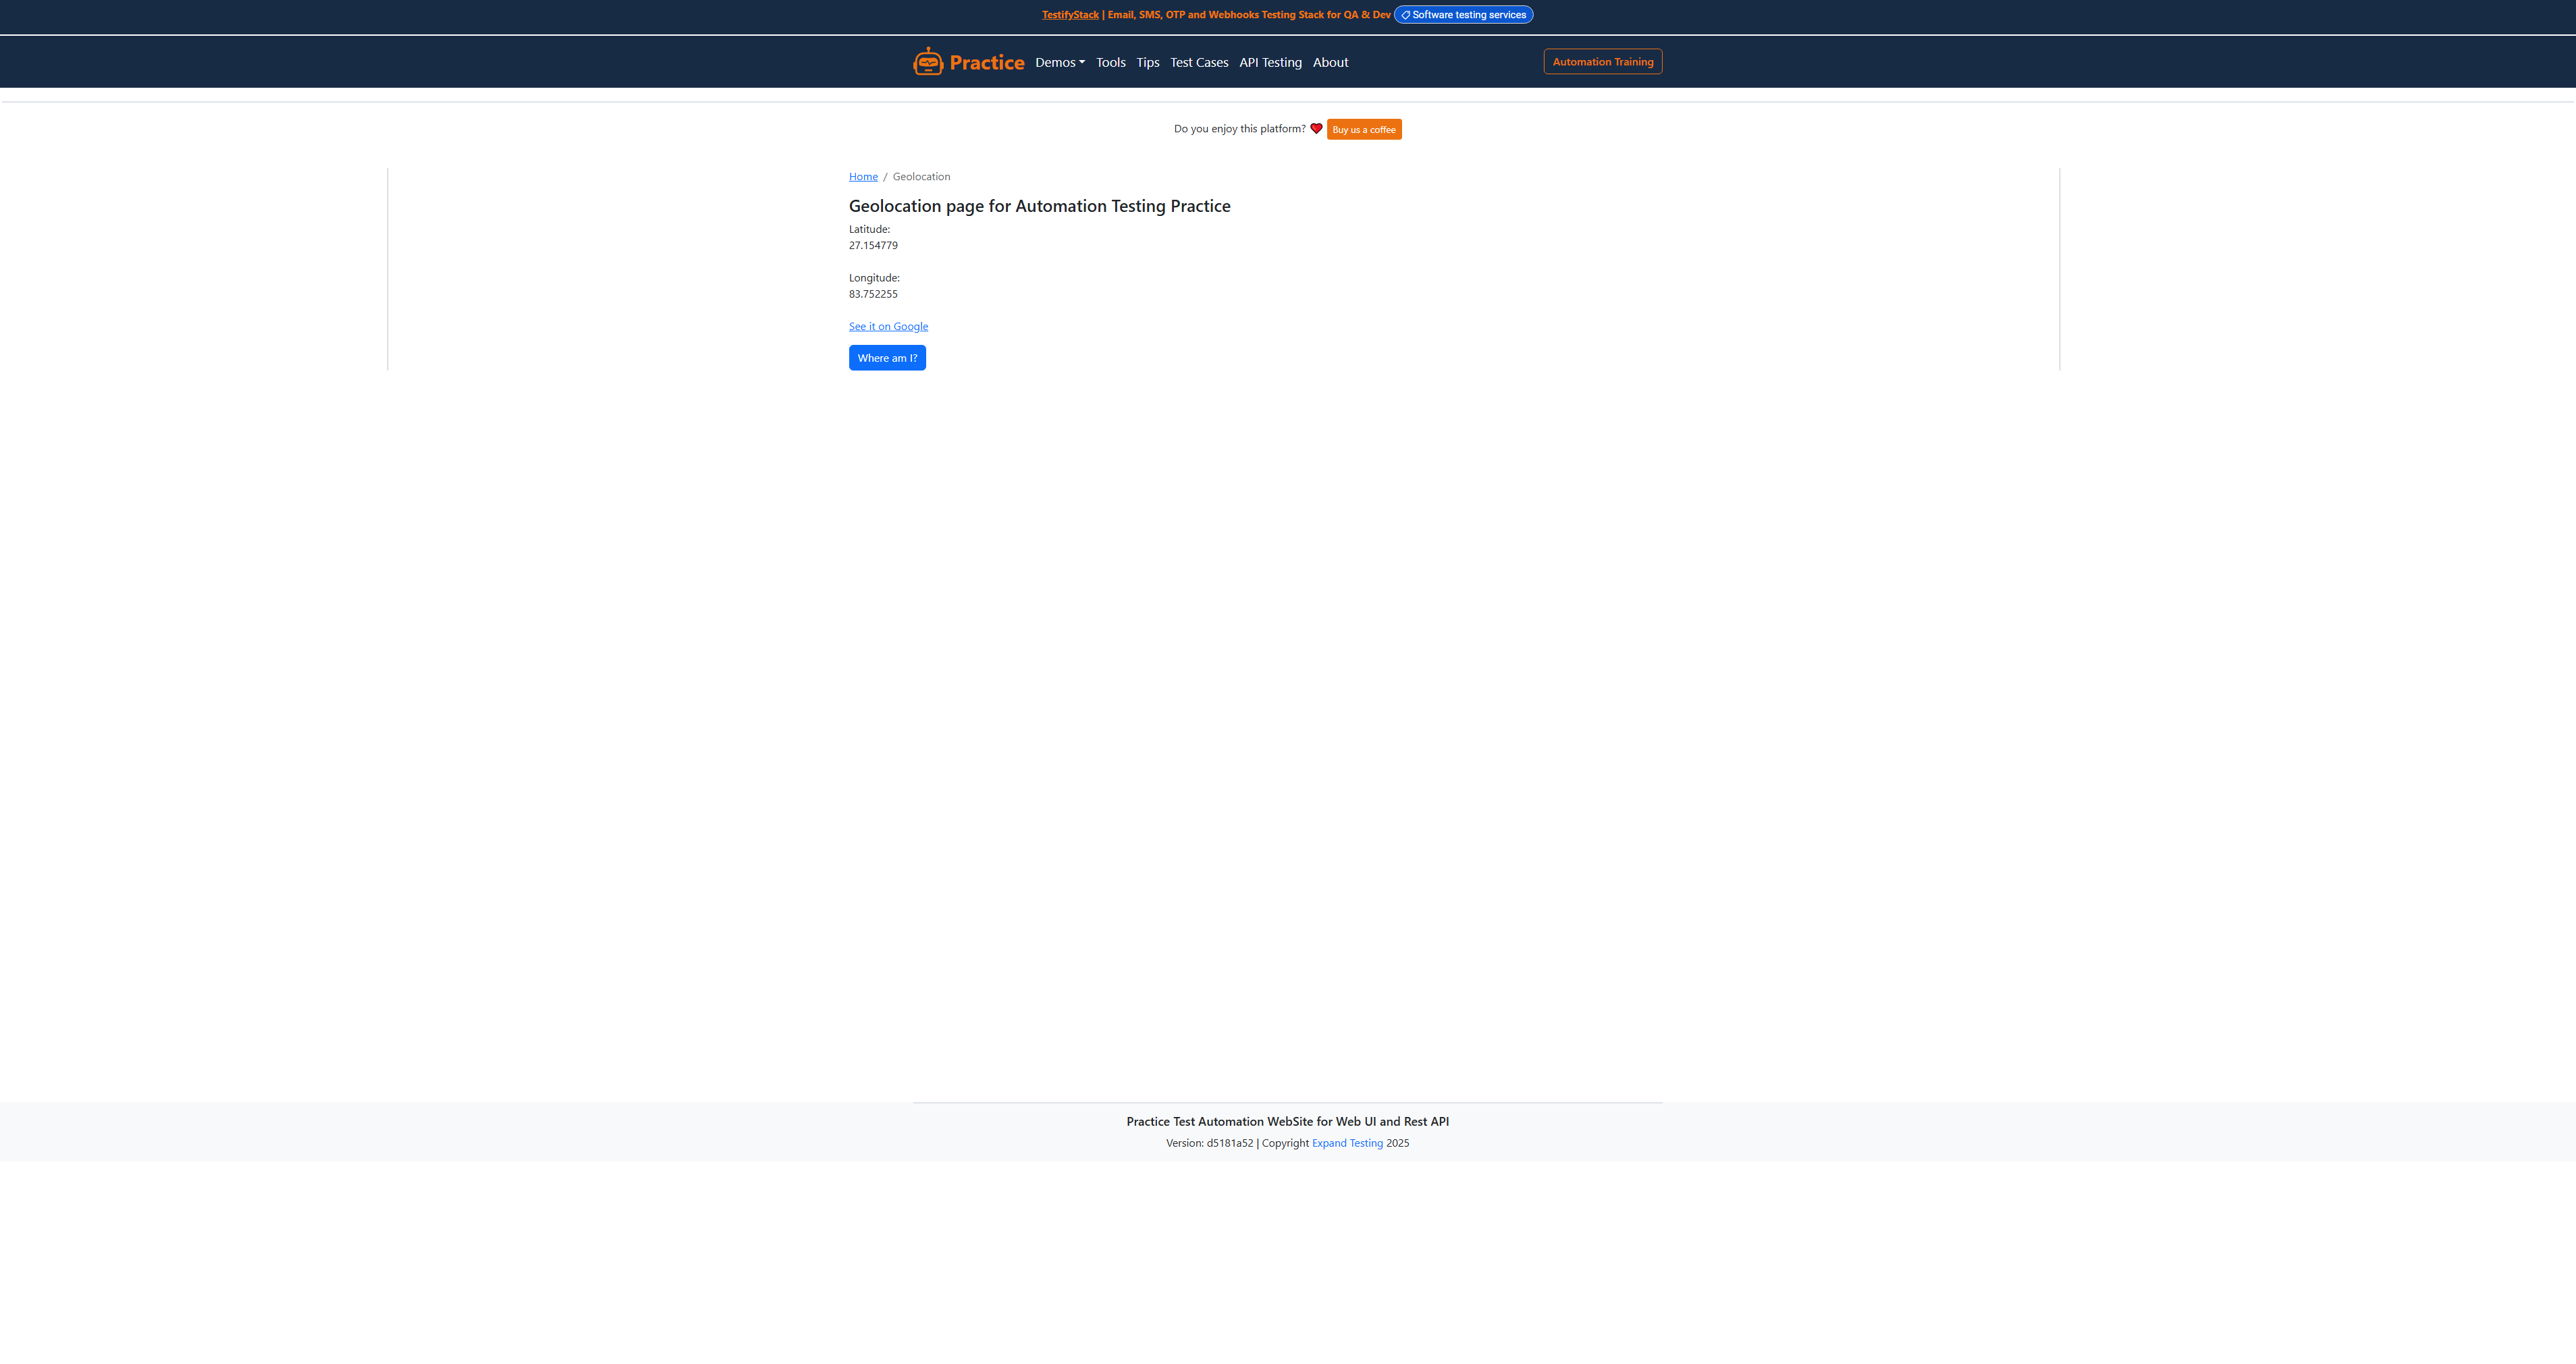 TestifyStack | Email, SMS, OTP and Webhooks Testing Stack for QA & Dev Software testing services
Practice Demos Tools Tips Test Cases API Testing About Automation Training
Do you enjoy this platform? Buy us a coffee
Home / Geolocation
Geolocation page for Automation Testing Practice
Latitude:
27.154779
Longitude:
83.752255
See it on Google
Where am I?
Practice Test Automation WebSite for Web UI and Rest API
Version: d5181a52 | Copyright Expand Testing 2025